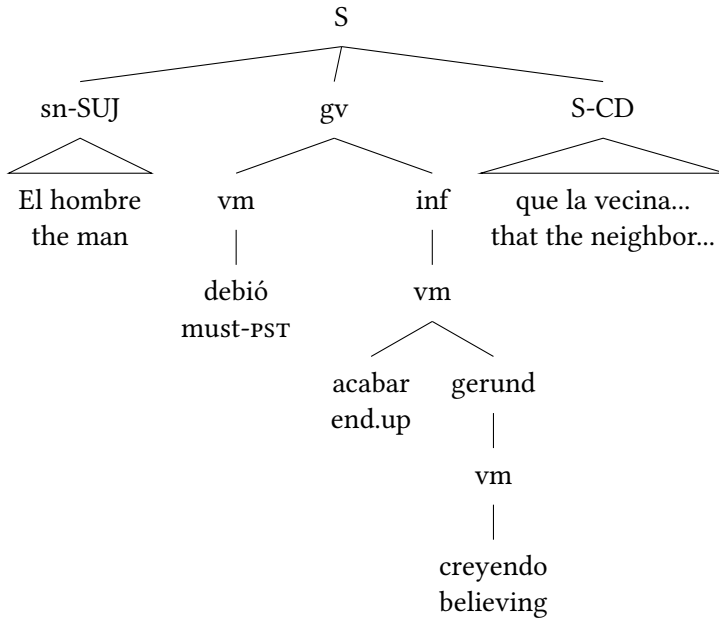 S
sn-SUJ gv S-CD
El hombre
the man
vm inf
que la vecina...
that the neighbor...
debió
must-PST
vm
acabar
end.up
gerund
vm
creyendo
believing